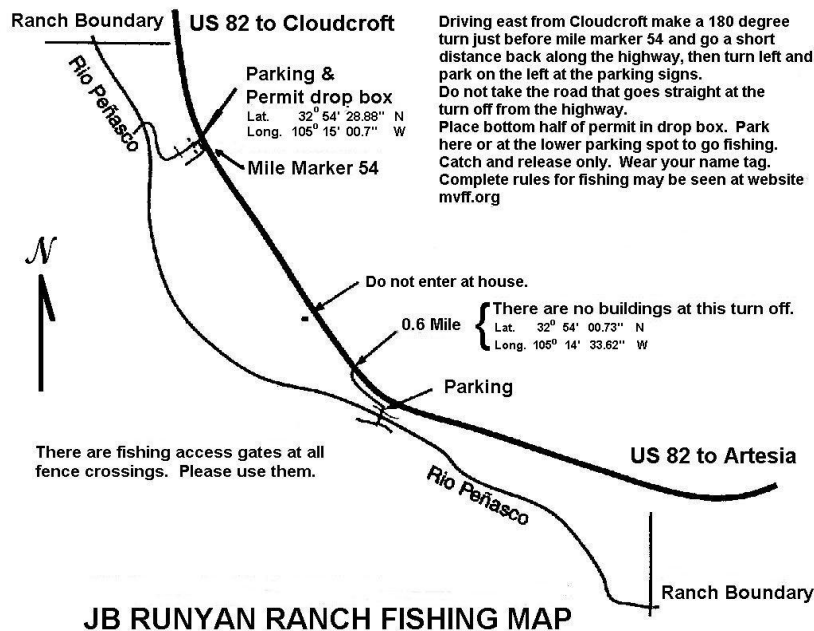 Ranch Boundary
US 82 to Cloudcroft
Driving east from Cloudcroft make a 180 degree
turn just before mile marker 54 and go a short
distance back along the highway, then turn left and
park on the left at the parking signs.
Do not take the road that goes straight at the
turn off from the highway.
Place bottom half of permit in drop box.  Park
here or at the lower parking spot to go fishing.
Catch and release only.  Wear your name tag.
Complete rules for fishing may be seen at website
mvff.org
Rio Peñasco
Parking &
Permit drop box
Lat. 32° 54' 28.88" N
Long. 105° 15' 00.7" W
Mile Marker 54
N
Do not enter at house.
0.6 Mile
There are no buildings at this turn off.
Lat. 32° 54' 00.73" N
Long. 105° 14' 33.62" W
Parking
There are fishing access gates at all
fence crossings.  Please use them.
US 82 to Artesia
Rio Peñasco
Ranch Boundary
JB RUNYAN RANCH FISHING MAP